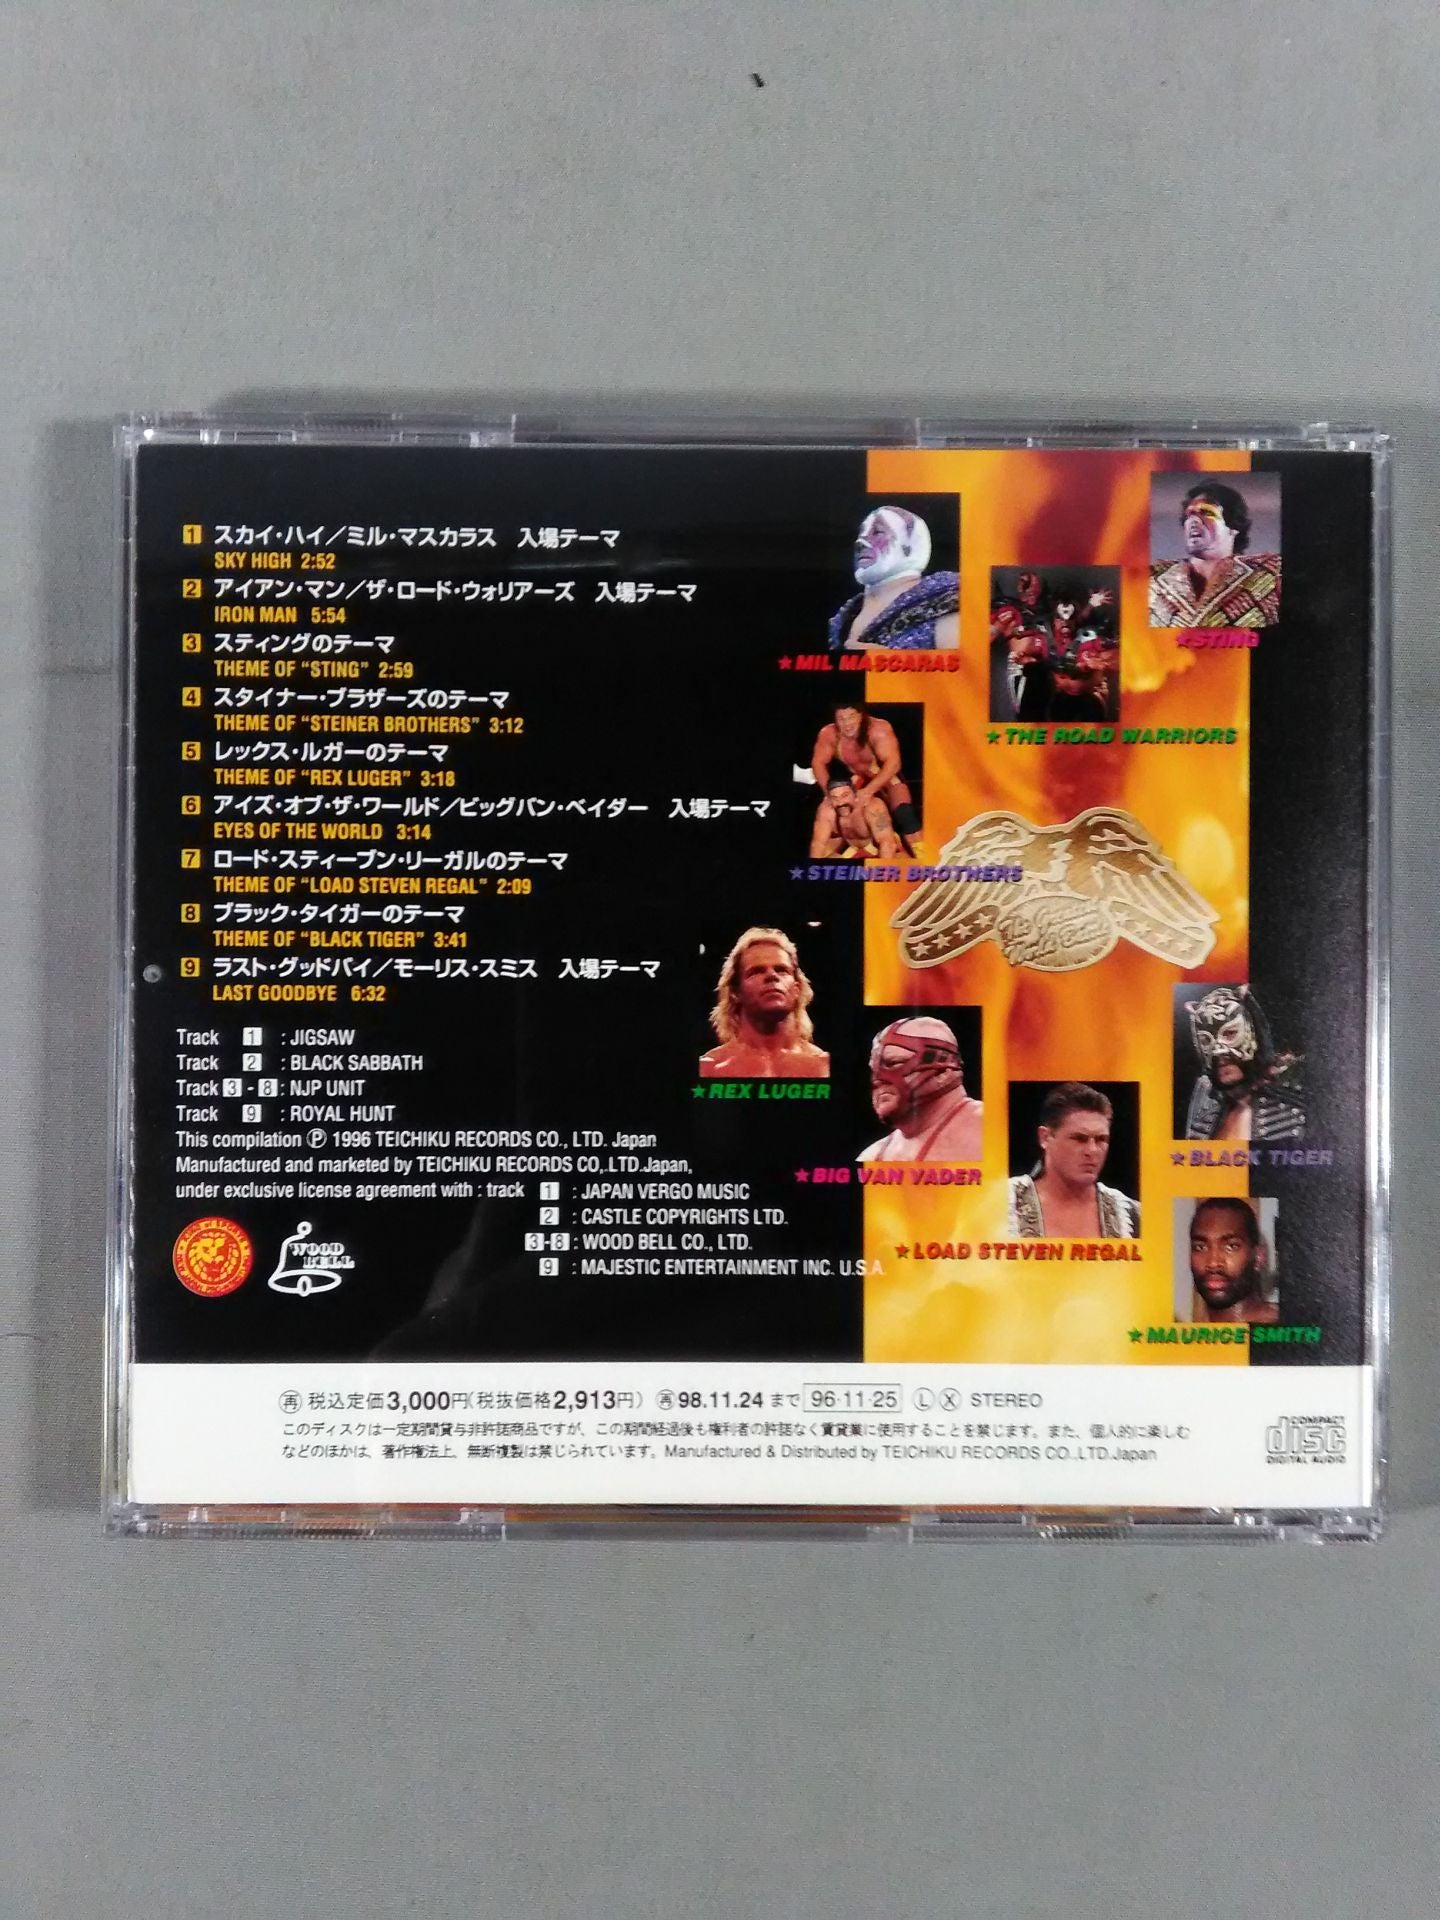 1 スカイ・ハイ／ミル・マスカラス 入場テーマ
SKY HIGH 2:52
2 アイアン・マン／ザ・ロード・ウォリアーズ 入場テーマ
IRON MAN 5:54
3 スティングのテーマ
THEME OF “STING” 2:59
4 スタイナー・ブラザーズのテーマ
THEME OF “STEINER BROTHERS” 3:12
5 レックス・ルガーのテーマ
THEME OF “REX LUGER” 3:18
6 アイズ・オブ・ザ・ワールド／ビッグバン・ベイダー 入場テーマ
EYES OF THE WORLD 3:14
7 ロード・スティーブン・リーガルのテーマ
THEME OF “LOAD STEVEN REGAL” 2:09
8 ブラック・タイガーのテーマ
THEME OF “BLACK TIGER” 3:41
9 ラスト・グッドバイ／モーリス・スミス 入場テーマ
LAST GOODBYE 6:32
Track 1 : JIGSAW
Track 2 : BLACK SABBATH
Track 3 - 8 : NJP UNIT
Track 9 : ROYAL HUNT
This compilation Ⓟ 1996 TEICHIKU RECORDS CO., LTD. Japan
Manufactured and marketed by TEICHIKU RECORDS CO,.LTD.Japan,
under exclusive license agreement with : track 1 : JAPAN VERGO MUSIC
2 : CASTLE COPYRIGHTS LTD.
3-8 : WOOD BELL CO., LTD.
9 : MAJESTIC ENTERTAINMENT INC. U.S.A.
WOOD
BELL
★MIL MASCARAS
★STING
★THE ROAD WARRIORS
★STEINER BROTHERS
★REX LUGER
★BIG VAN VADER
★BLACK TIGER
★LOAD STEVEN REGAL
★MAURICE SMITH
㊢ 税込定価3,000円(税抜価格2,913円) ㊢98.11.24まで 96・11・25 Ⓛ Ⓧ STEREO
このディスクは一定期間貸与非許諾商品ですが、この期間経過後も権利者の許諾なく賃貸業に使用することを禁じます。また、個人的に楽しむ
などのほかは、著作権法上、無断複製は禁じられています。Manufactured & Distributed by TEICHIKU RECORDS CO.,LTD.Japan
COMPACT
disc
DIGITAL AUDIO